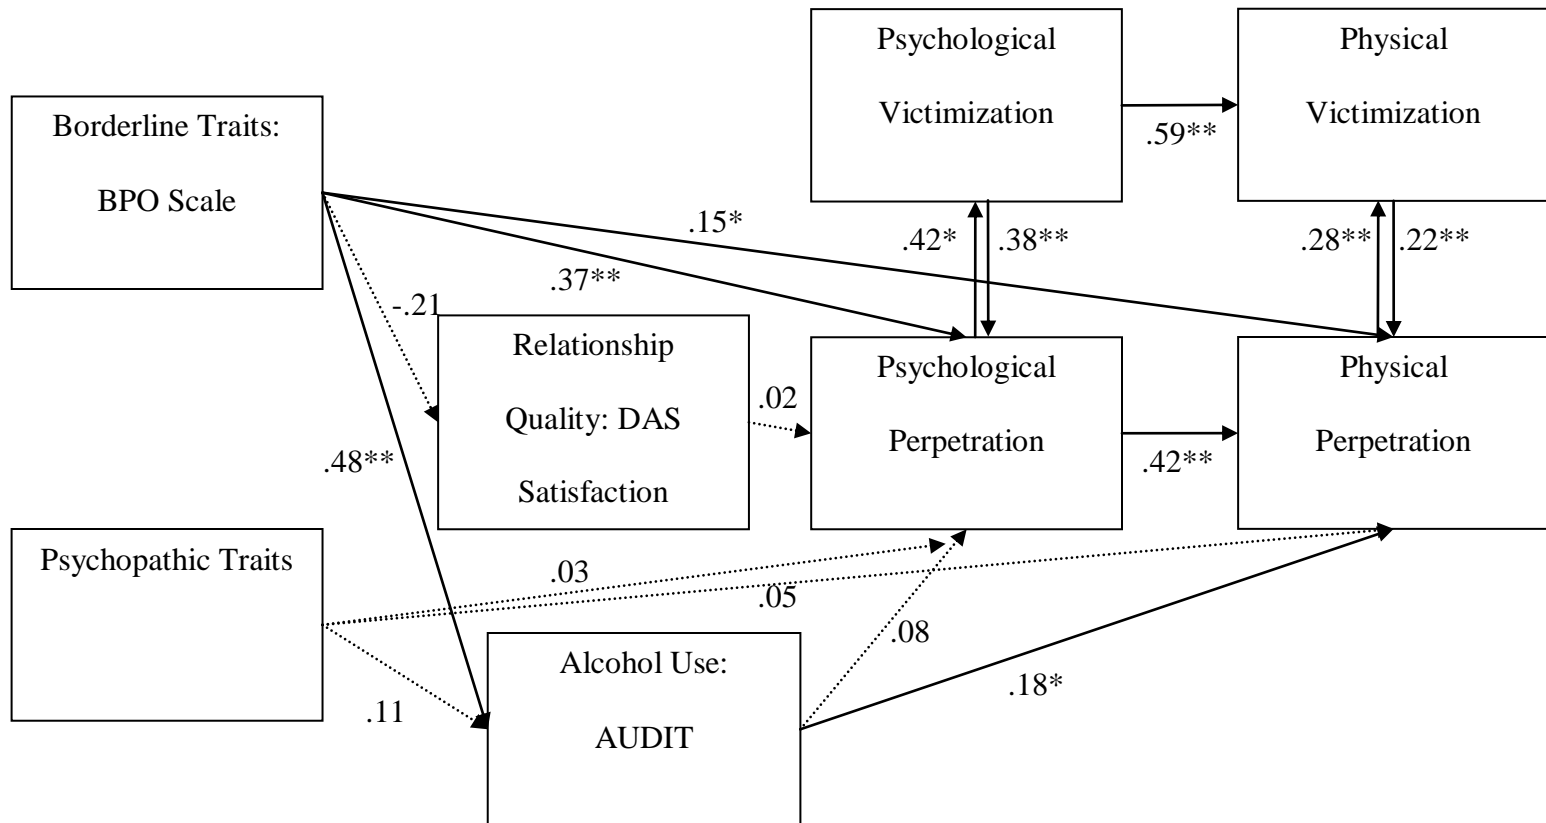 Psychological
Victimization
Physical
Victimization
.59**
Borderline Traits:
BPO Scale
.15*
.37**
.42*
.38**
.28**
.22**
-.21
Relationship
Quality: DAS
Satisfaction
.02
Psychological
Perpetration
.42**
Physical
Perpetration
.48**
Psychopathic Traits
.03
.05
.08
.11
Alcohol Use:
AUDIT
.18*